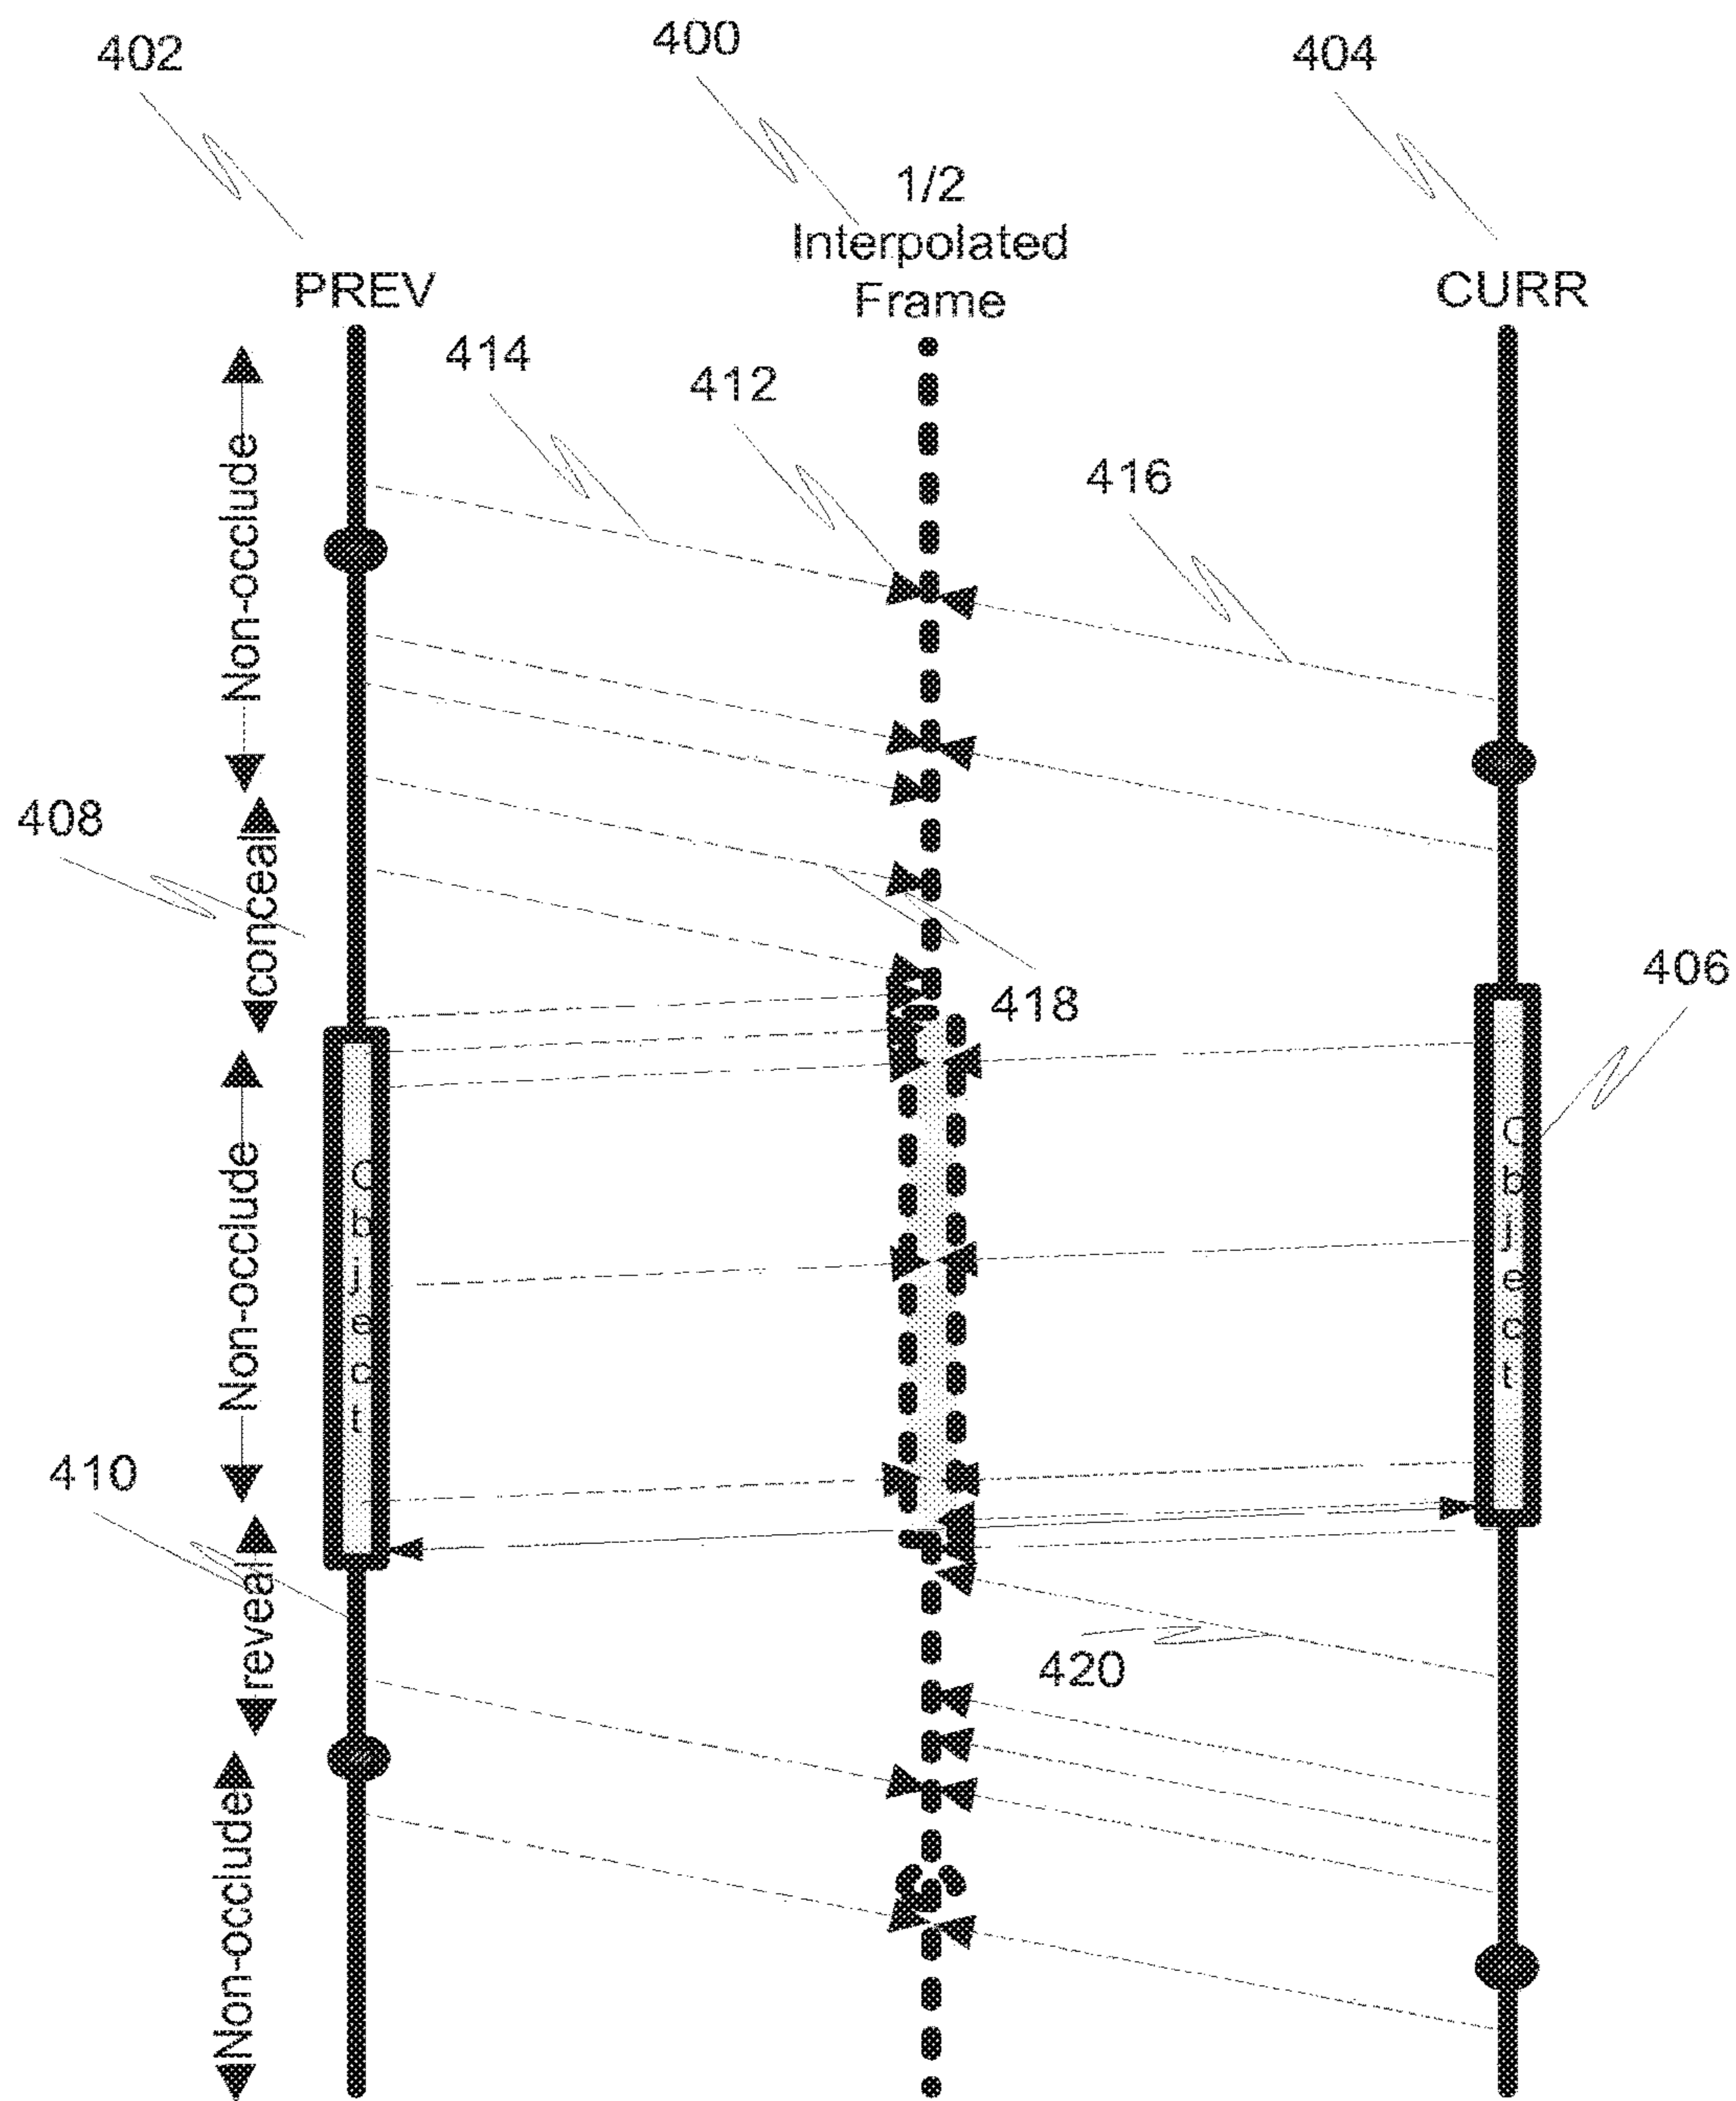 402
400
404
1/2
Interpolated
Frame
PREV
CURR
414
412
416
Non-occlude
408
conceal
418
406
Non-occlude
Object
Object
410
reveal
420
Non-occlude